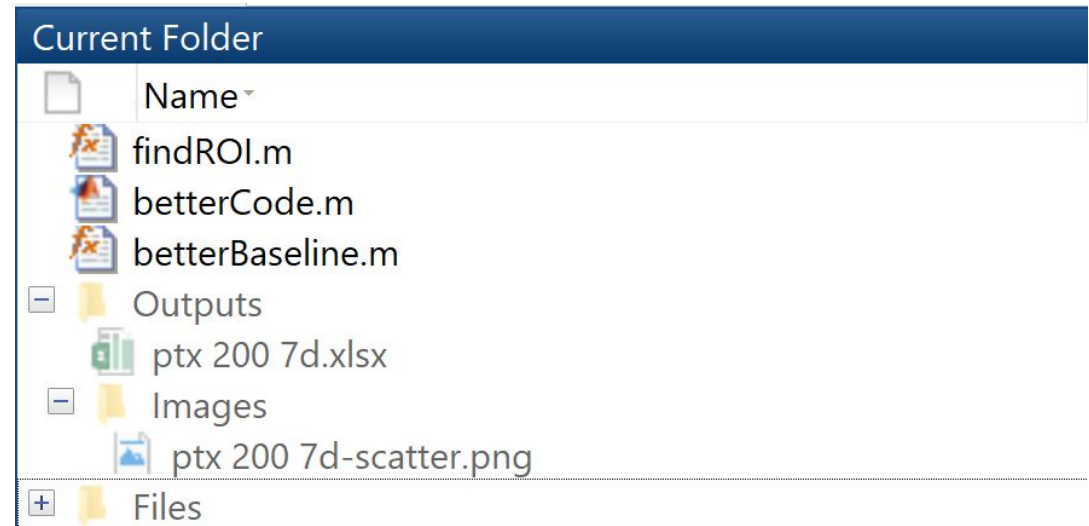 Current Folder
Name
findROI.m
betterCode.m
betterBaseline.m
Outputs
ptx 200 7d.xlsx
Images
ptx 200 7d-scatter.png
Files